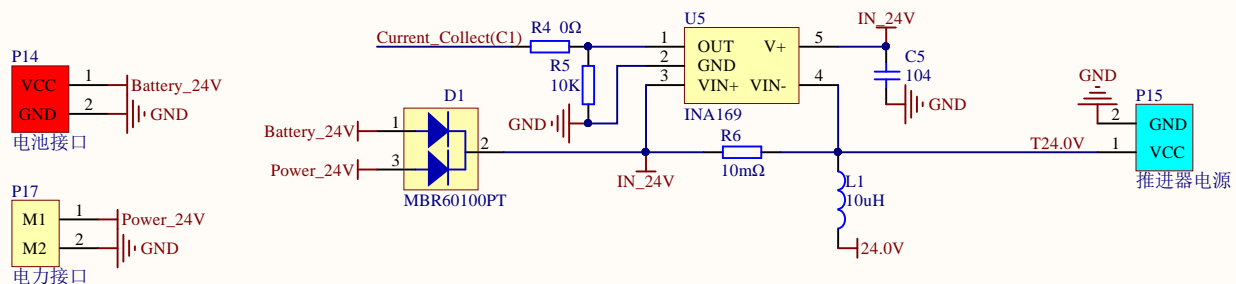 P14
VCC
1
Battery_24V
GND
2
GND
电池接口
P17
M1
1
Power_24V
M2
2
GND
电力接口
Current_Collect(C1)
R4 0Ω
R5
10K
GND
U5
1
OUT
V+
5
2
GND
3
VIN+
VIN-
4
INA169
IN_24V
C5
104
GND
D1
Battery_24V
1
2
Power_24V
3
MBR60100PT
IN_24V
R6
10mΩ
L1
10uH
24.0V
T24.0V
GND
P15
2
GND
1
VCC
推进器电源